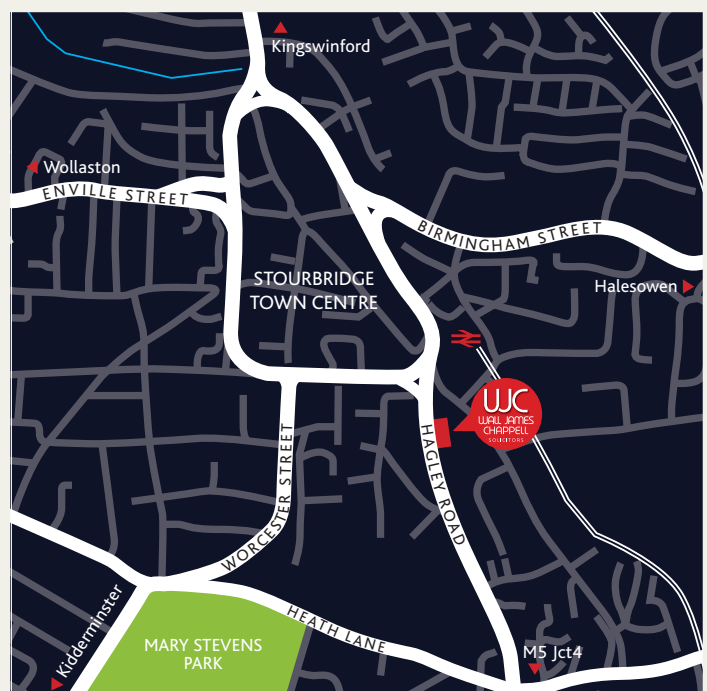 Kingswinford
Wollaston
ENVILLE STREET
BIRMINGHAM STREET
STOURBRIDGE
TOWN CENTRE
Halesowen
WJC
WALL JAMES
CHAPPELL
SOLICITORS
HAGLEY ROAD
WORCESTER STREET
Kidderminster
HEATH LANE
MARY STEVENS
PARK
M5 Jct4